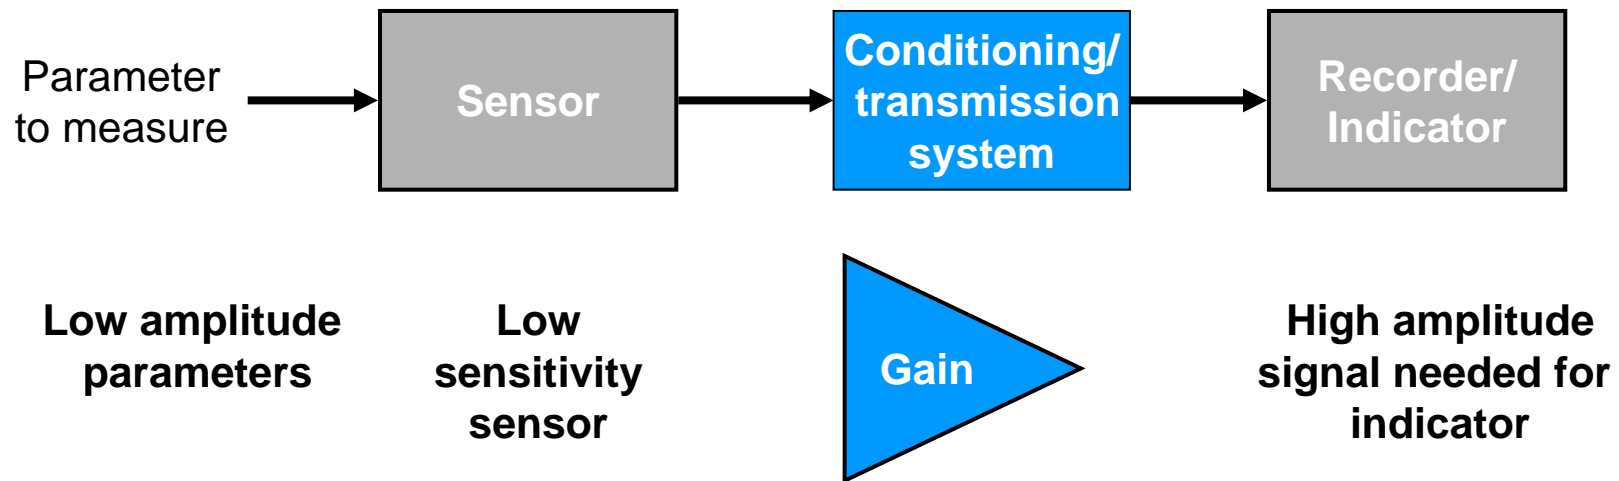 Parameter
to measure
Sensor
Conditioning/
transmission
system
Recorder/
Indicator
Low amplitude
parameters
Low
sensitivity
sensor
Gain
High amplitude
signal needed for
indicator